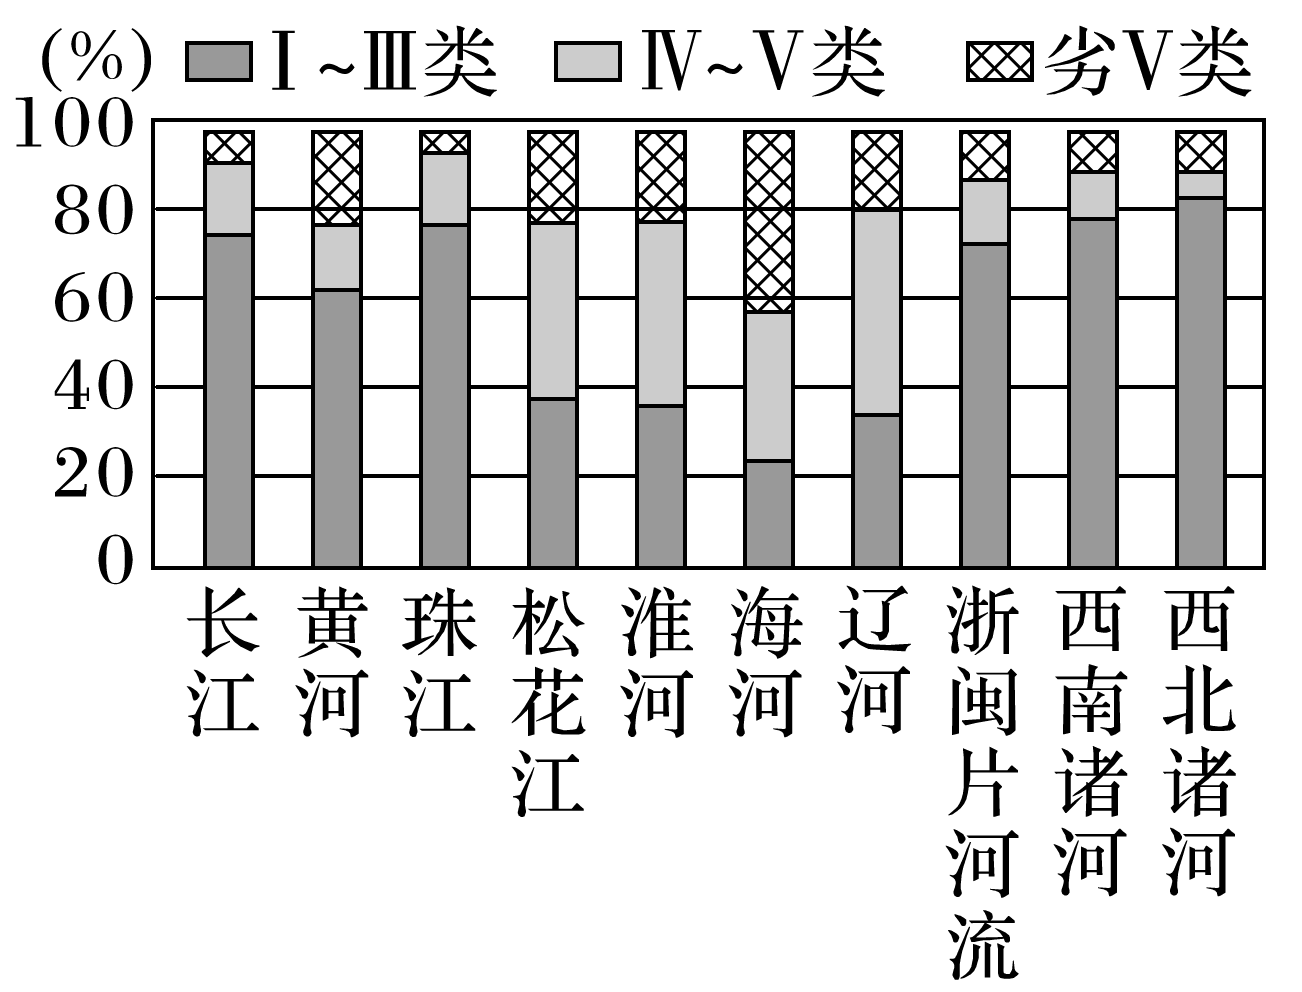 (%) Ⅰ~Ⅲ类 Ⅳ~Ⅴ类 劣Ⅴ类
100
80
60
40
20
0
长江
黄河
珠江
松花江
淮河
海河
辽河
浙闽片河流
西南诸河
西北诸河